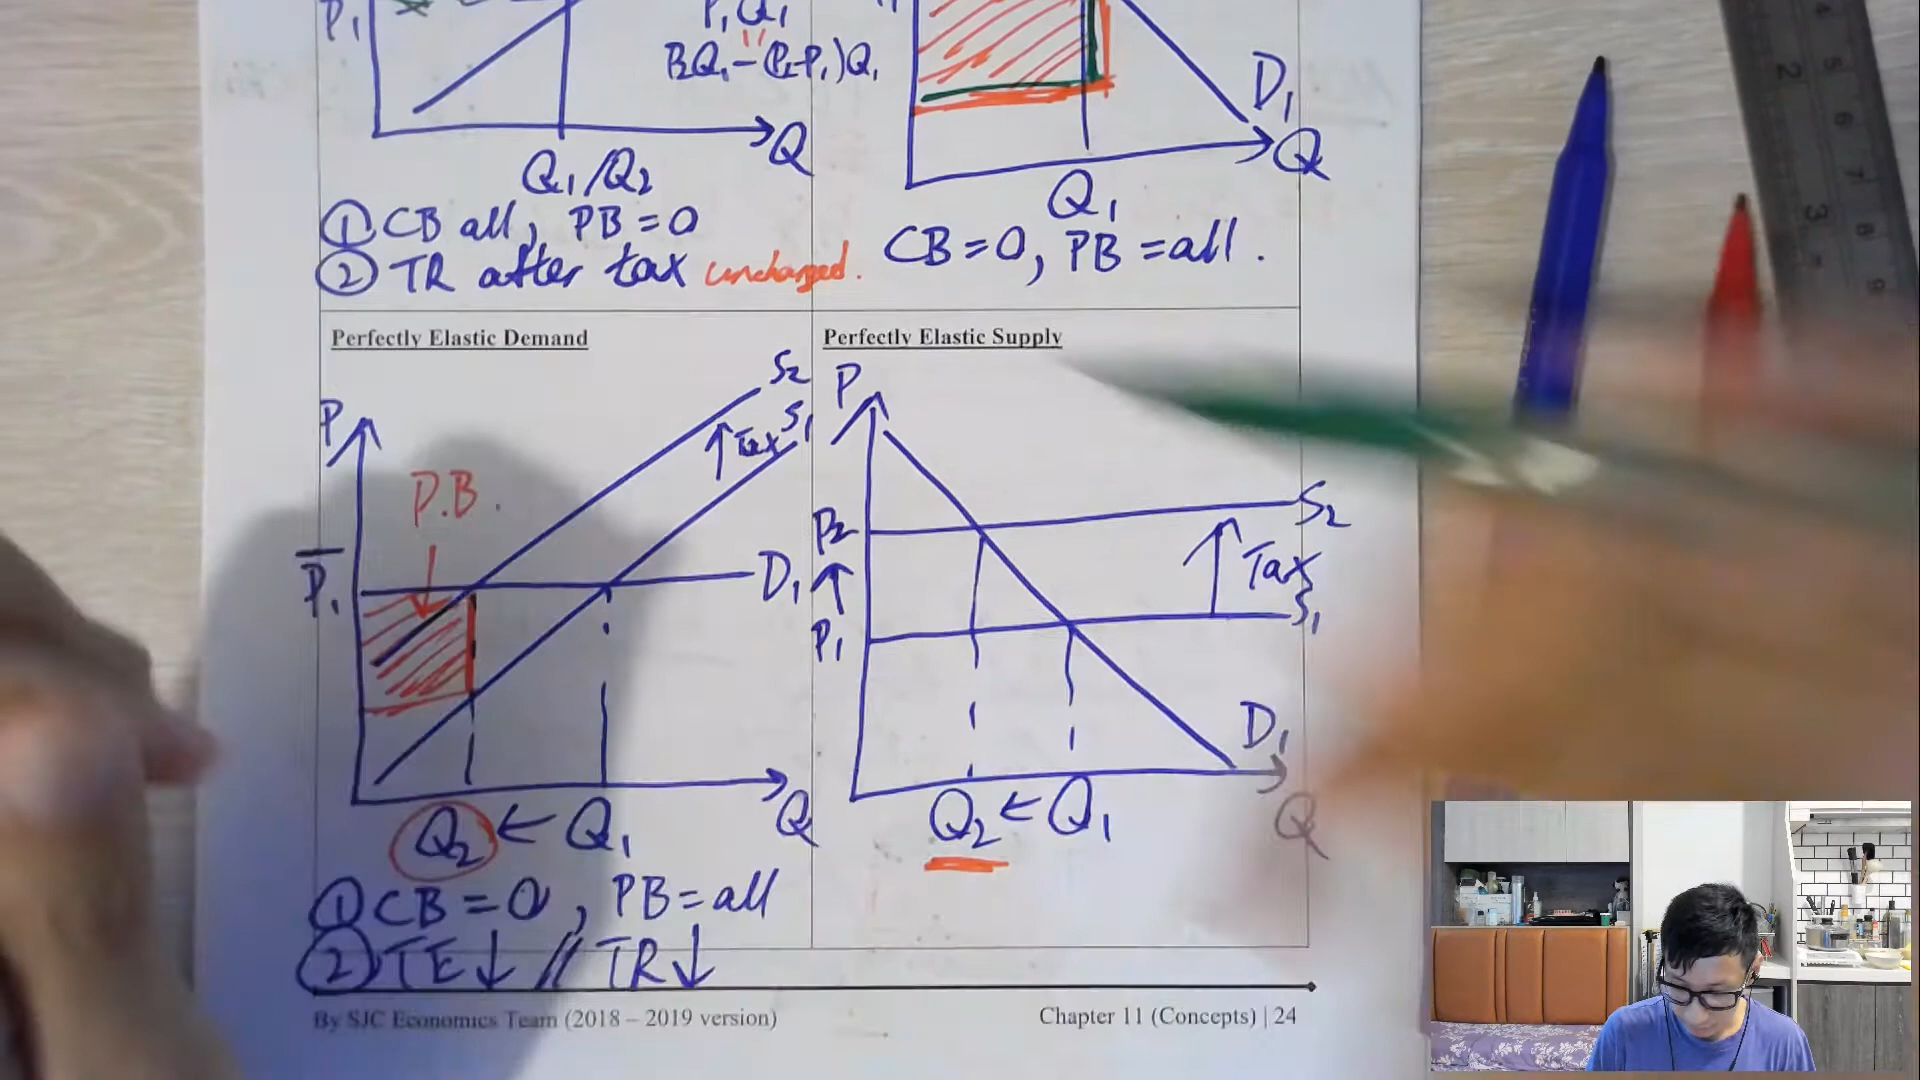 P₁
P₁Q₁
"
P₂Q₁-(P₂-P₁)Q₁
Q
Q₁/Q₂
① CB all, PB=0
② TR after tax unchanged.
D₁
Q
Q₁
CB=0, PB=all.
Perfectly Elastic Demand
P
S₂
↑Tax S₁
P.B.
P̅₁
D₁
Q₂ ← Q₁
Q
① CB=0, PB=all
② TE↓ // TR↓
Perfectly Elastic Supply
P
S₂
P₂
↑ Tax
↑
S₁
P₁
D₁
Q₂ ← Q₁
Q
By SJC Economics Team (2018 – 2019 version)
Chapter 11 (Concepts) | 24